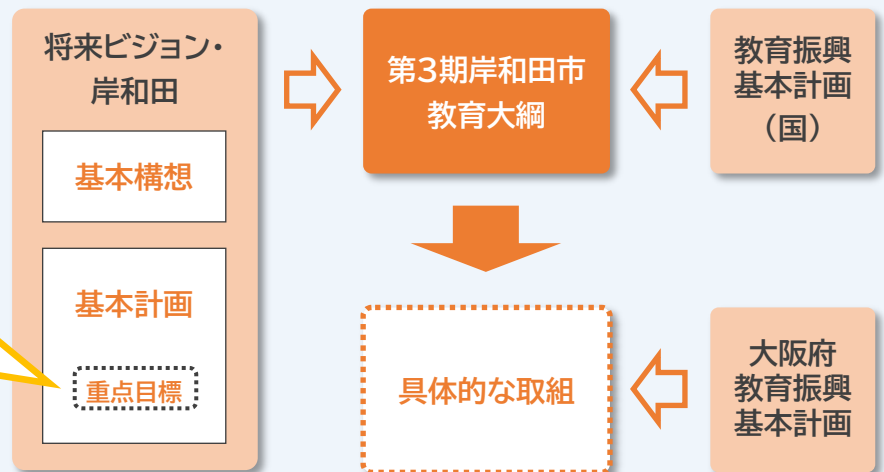 将来ビジョン・
岸和田
基本構想
基本計画
重点目標
第3期岸和田市
教育大綱
具体的な取組
教育振興
基本計画
（国）
大阪府
教育振興
基本計画